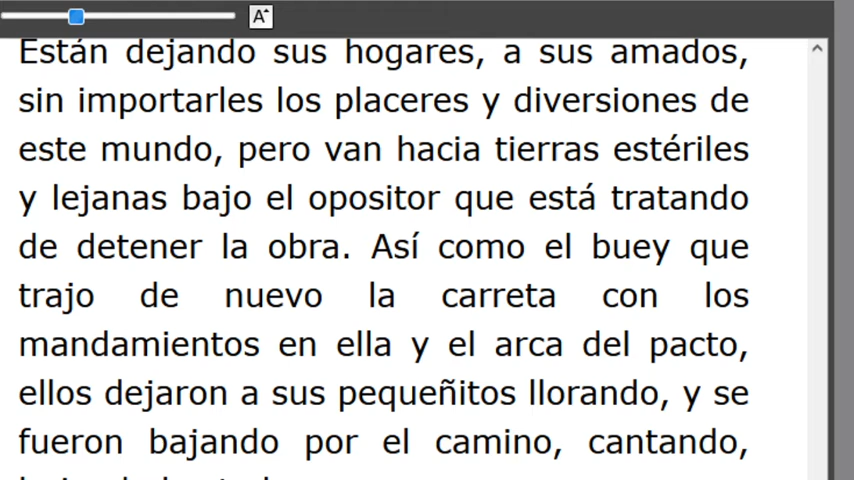 A
Están dejando sus hogares, a sus amados,
sin importarles los placeres y diversiones de
este mundo, pero van hacia tierras estériles
y lejanas bajo el opositor que está tratando
de detener la obra. Así como el buey que
trajo de nuevo la carreta con los
mandamientos en ella y el arca del pacto,
ellos dejaron a sus pequeñitos llorando, y se
fueron bajando por el camino, cantando,